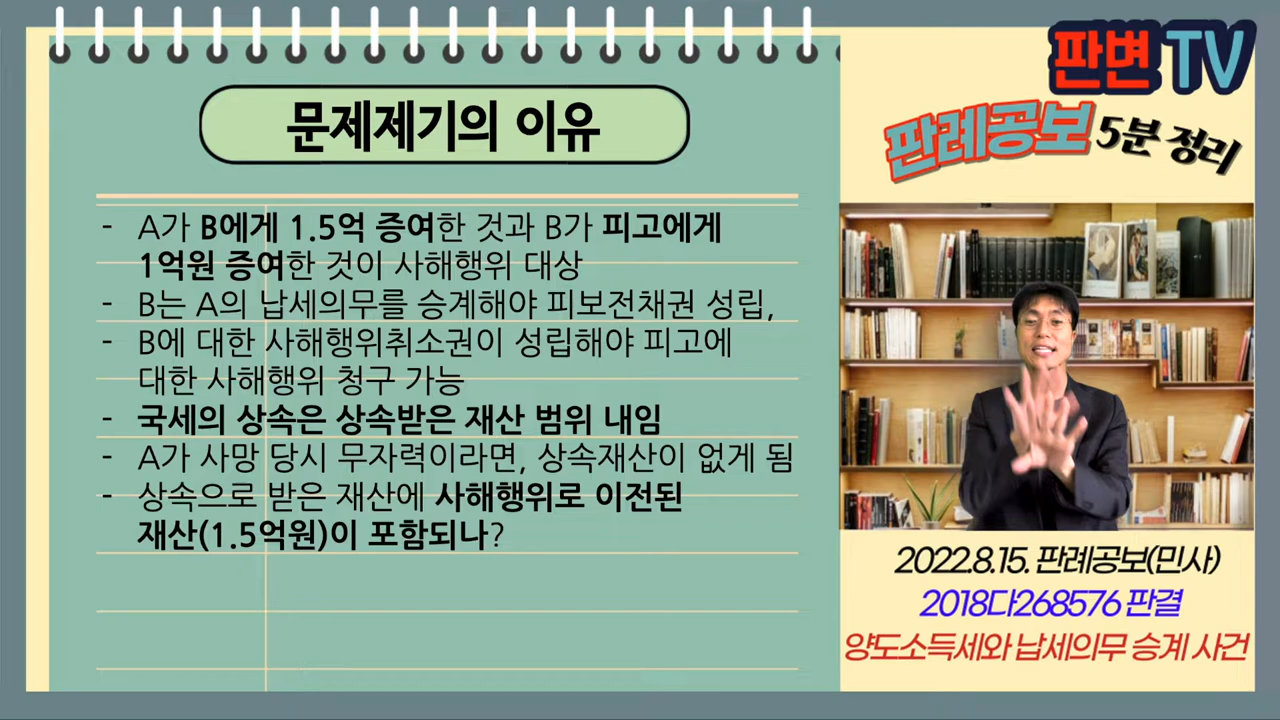 문제제기의 이유
- A가 B에게 1.5억 증여한 것과 B가 피고에게
1억원 증여한 것이 사해행위 대상
- B는 A의 납세의무를 승계해야 피보전채권 성립,
- B에 대한 사해행위취소권이 성립해야 피고에
대한 사해행위 청구 가능
- 국세의 상속은 상속받은 재산 범위 내임
- A가 사망 당시 무자력이라면, 상속재산이 없게 됨
- 상속으로 받은 재산에 사해행위로 이전된
재산(1.5억원)이 포함되나?
판변 TV
판례공보 5분 정리
2022.8.15. 판례공보(민사)
2018다268576 판결
양도소득세와 납세의무 승계 사건